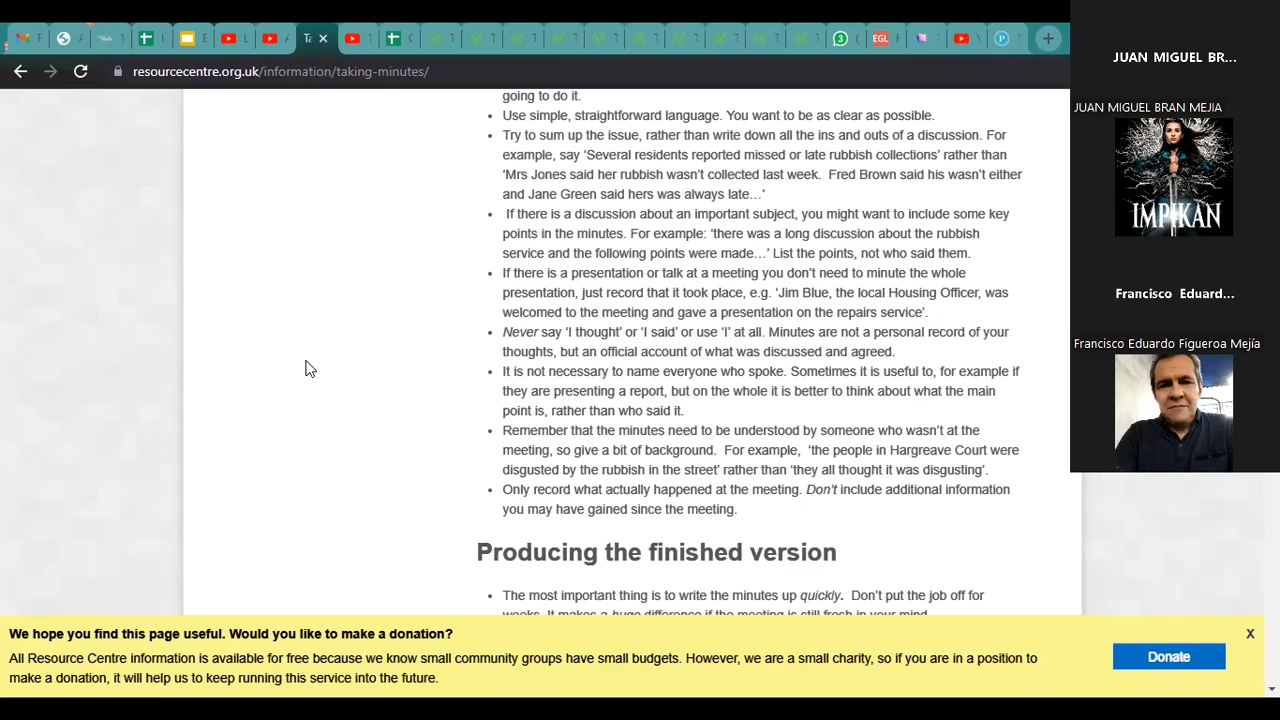 resourcecentre.org.uk/information/taking-minutes/
3
EGL
going to do it.
• Use simple, straightforward language. You want to be as clear as possible.
• Try to sum up the issue, rather than write down all the ins and outs of a discussion. For
example, say ‘Several residents reported missed or late rubbish collections’ rather than
‘Mrs Jones said her rubbish wasn’t collected last week.  Fred Brown said his wasn’t either
and Jane Green said hers was always late…’
• If there is a discussion about an important subject, you might want to include some key
points in the minutes. For example: ‘there was a long discussion about the rubbish
service and the following points were made…’ List the points, not who said them.
• If there is a presentation or talk at a meeting you don’t need to minute the whole
presentation, just record that it took place, e.g. ‘Jim Blue, the local Housing Officer, was
welcomed to the meeting and gave a presentation on the repairs service’.
• Never say ‘I thought’ or ‘I said’ or use ‘I’ at all. Minutes are not a personal record of your
thoughts, but an official account of what was discussed and agreed.
• It is not necessary to name everyone who spoke. Sometimes it is useful to, for example if
they are presenting a report, but on the whole it is better to think about what the main
point is, rather than who said it.
• Remember that the minutes need to be understood by someone who wasn’t at the
meeting, so give a bit of background.  For example,  ‘the people in Hargreave Court were
disgusted by the rubbish in the street’ rather than ‘they all thought it was disgusting’.
• Only record what actually happened at the meeting. Don’t include additional information
you may have gained since the meeting.
Producing the finished version
• The most important thing is to write the minutes up quickly.  Don’t put the job off for
weeks. It makes a huge difference if the meeting is still fresh in your mind.
We hope you find this page useful. Would you like to make a donation?
X
All Resource Centre information is available for free because we know small community groups have small budgets. However, we are a small charity, so if you are in a position to
make a donation, it will help us to keep running this service into the future.
Donate
JUAN MIGUEL BR...
JUAN MIGUEL BRAN MEJIA
IMPIKAN
Francisco Eduard...
Francisco Eduardo Figueroa Mejía